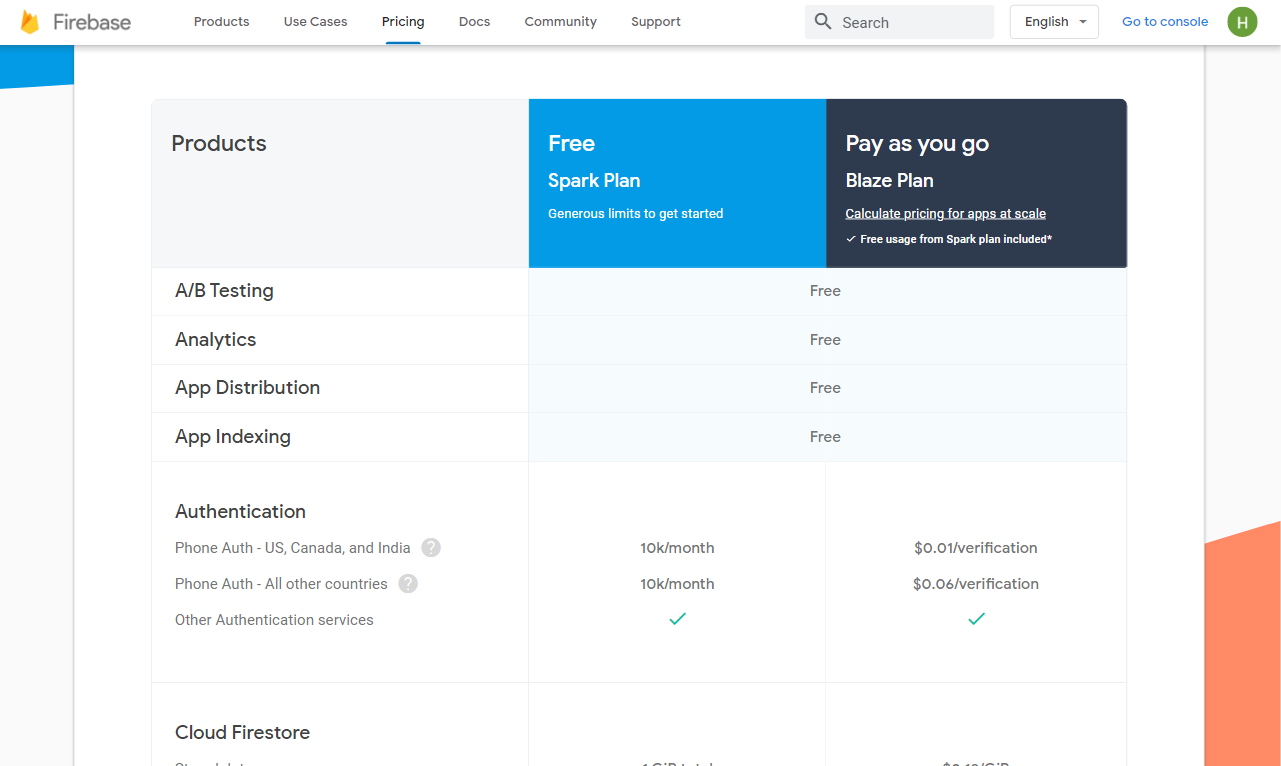 Firebase
Products Use Cases Pricing Docs Community Support
Search
English
Go to console
H
Products
Free
Spark Plan
Generous limits to get started
Pay as you go
Blaze Plan
Calculate pricing for apps at scale
✓ Free usage from Spark plan included*
A/B Testing Free
Analytics Free
App Distribution Free
App Indexing Free
Authentication
Phone Auth - US, Canada, and India ? 10k/month $0.01/verification
Phone Auth - All other countries ? 10k/month $0.06/verification
Other Authentication services ✓ ✓
Cloud Firestore